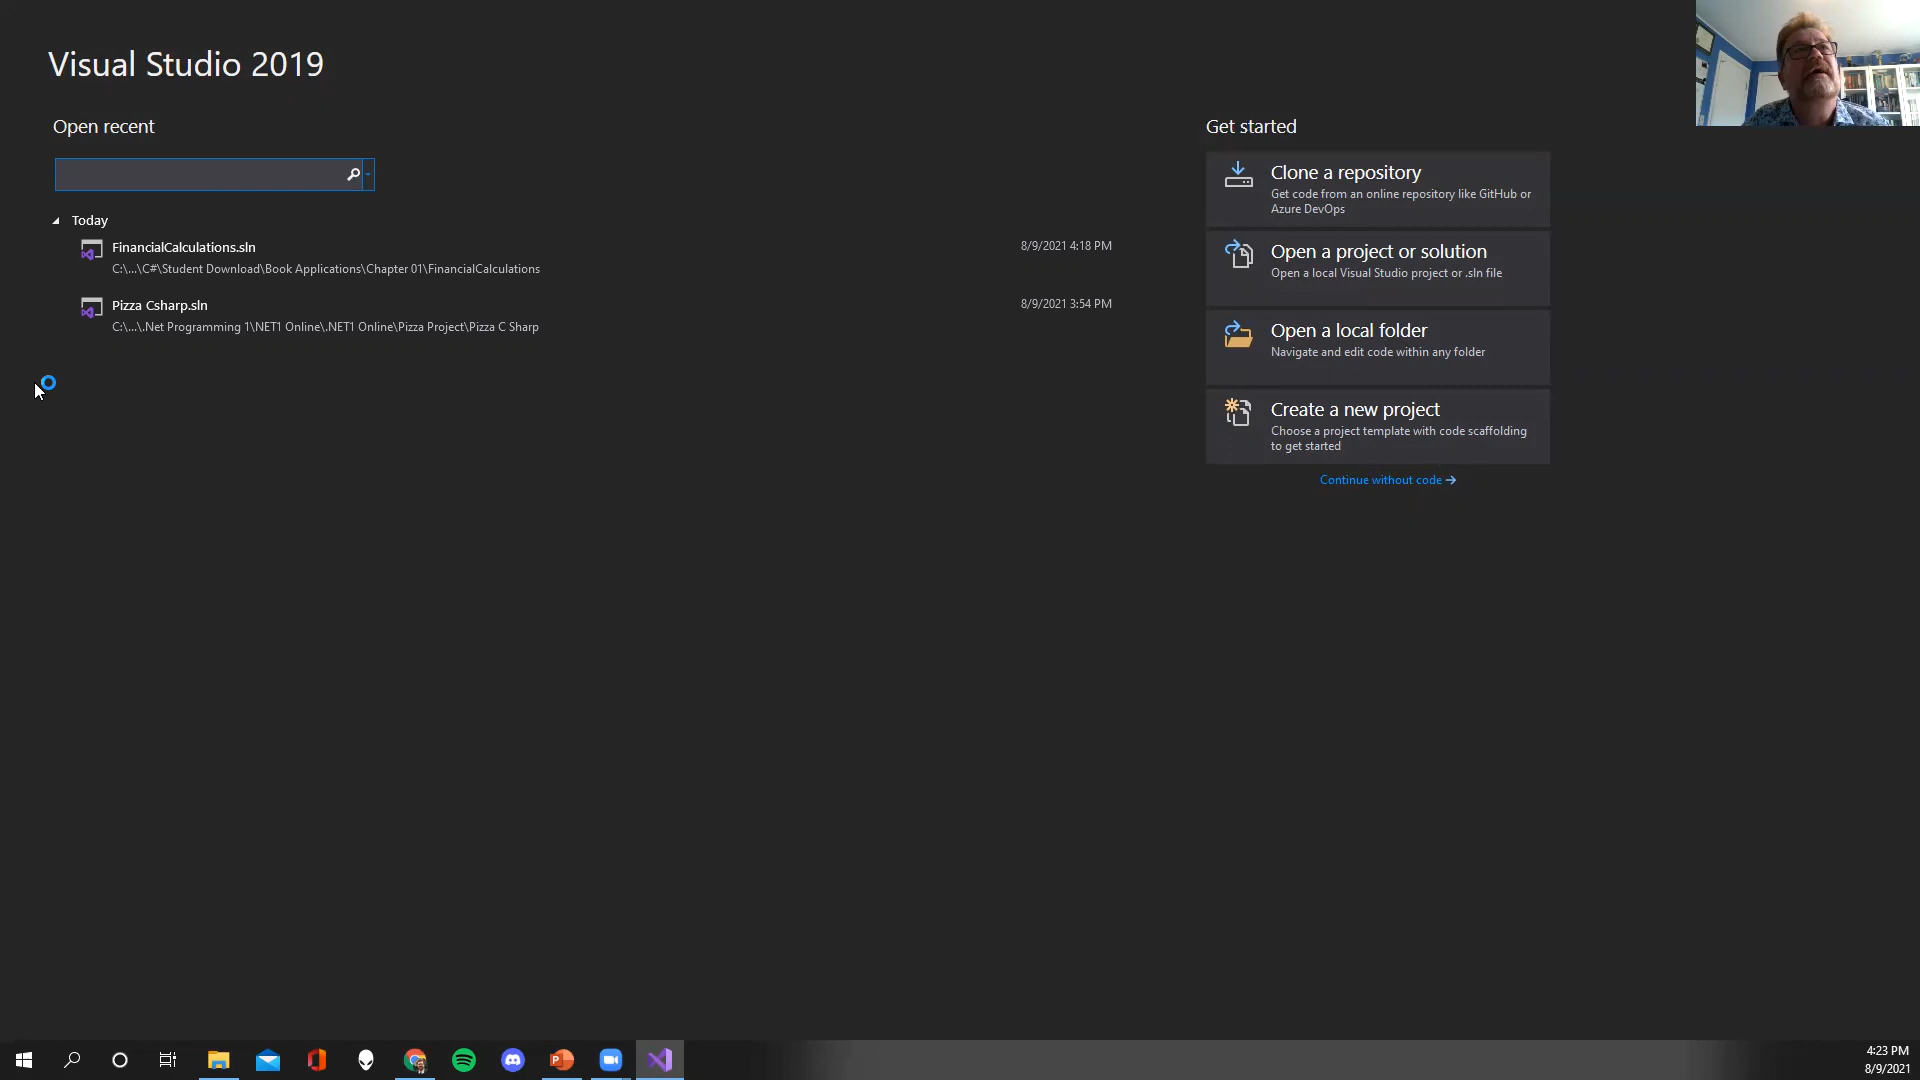 Visual Studio 2019
Open recent
Today
FinancialCalculations.sln
8/9/2021 4:18 PM
C:\...\C#\Student Download\Book Applications\Chapter 01\FinancialCalculations
Pizza Csharp.sln
8/9/2021 3:54 PM
C:\...\.Net Programming 1\NET1 Online\.NET1 Online\Pizza Project\Pizza C Sharp
Get started
Clone a repository
Get code from an online repository like GitHub or
Azure DevOps
Open a project or solution
Open a local Visual Studio project or .sln file
Open a local folder
Navigate and edit code within any folder
Create a new project
Choose a project template with code scaffolding
to get started
Continue without code
4:23 PM
8/9/2021